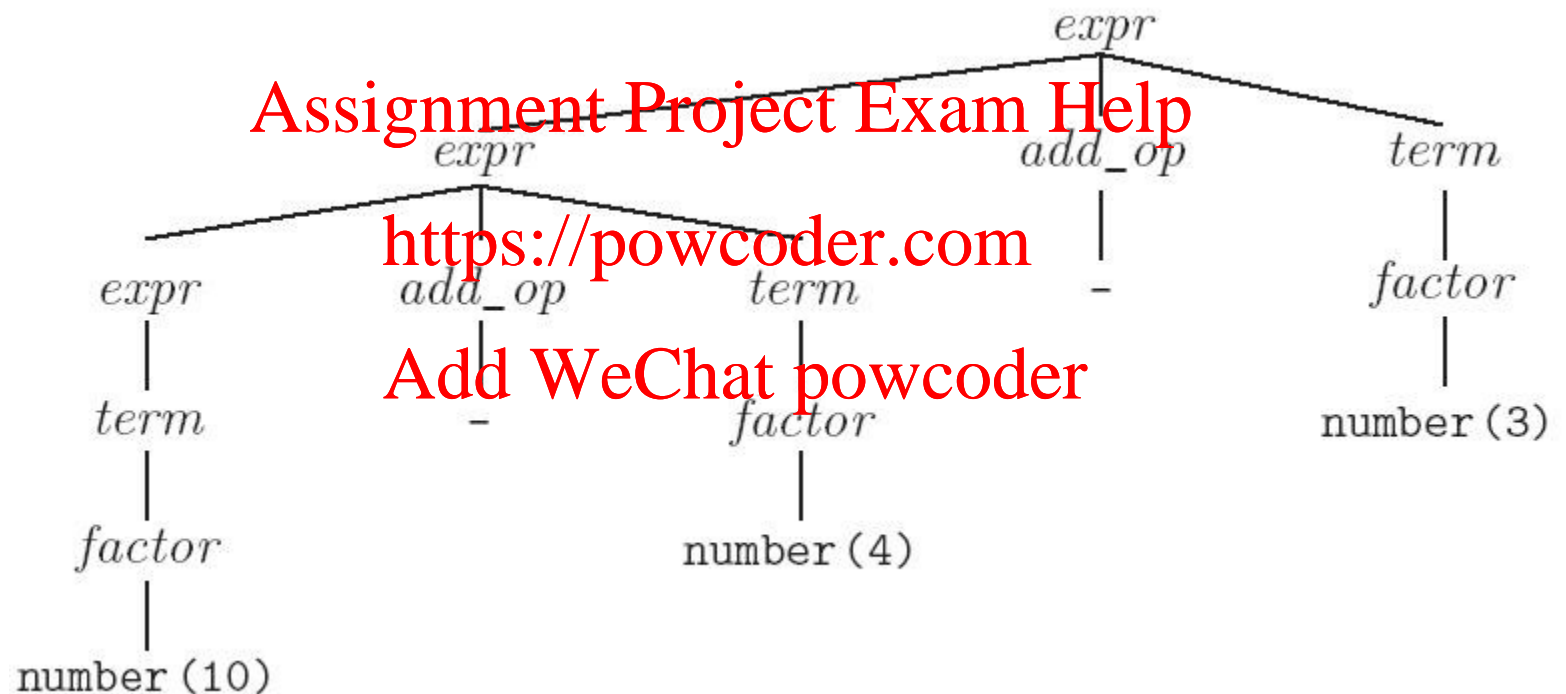 expr
Assignment Project Exam Help
expr add_op term
https://powcoder.com
expr add_op term - factor
Add WeChat powcoder
term - factor number(3)
factor number(4)
number(10)